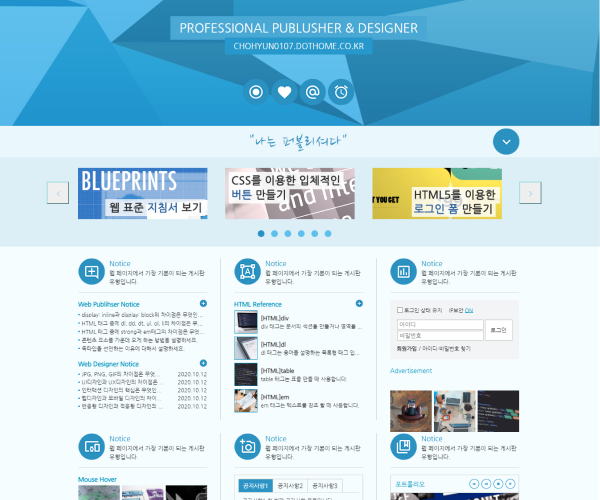 PROFESSIONAL PUBLUSHER & DESIGNER
CHOHYUN0107.DOTHOME.CO.KR
"나는 퍼블리셔다"
BLUEPRINTS
웹 표준 지침서 보기
CSS를 이용한 입체적인
버튼 만들기
HTML5를 이용한
로그인 폼 만들기
Notice
웹 페이지에서 가장 기본이 되는 게시판
유형입니다.
Notice
웹 페이지에서 가장 기본이 되는 게시판
유형입니다.
Notice
웹 페이지에서 가장 기본이 되는 게시판
유형입니다.
Web Publihser Notice
display: inline과 display: block의 차이점은 무엇인...
HTML 태그 중에 dl, dd, dt, ul, ol, li의 차이점은 무...
HTML 태그 중에 strong과 em태그의 차이점은 무엇...
콘텐츠 요소를 가운데 오게 하는 방법을 설명하세요.
Web Designer Notice
JPG, PNG, GIF의 차이점은 무엇... 2020.10.12
UI디자인과 UX디자인의 차이점은 ... 2020.10.12
인터랙션 디자인의 핵심은 무엇인... 2020.10.12
웹디자인과 모바일 디자인의 차이... 2020.10.12
반응형 디자인과 적응형 디자인의 ... 2020.10.12
HTML Reference
[HTML]div
div 태그는 문서의 섹션을 만들거나 영역을 ...
[HTML]dl
dl 태그는 용어를 설명하는 목록형 태그 입...
[HTML]table
table 태그는 표를 만들 때 사용합니다.
[HTML]em
em 태그는 텍스트를 강조 할 때 사용합니다.
로그인 상태 유지 IP보안 ON
아이디
비밀번호
로그인
회원가입 / 아이디·비밀번호 찾기
Advertisement
Notice
웹 페이지에서 가장 기본이 되는 게시판
유형입니다.
Notice
웹 페이지에서 가장 기본이 되는 게시판
유형입니다.
Notice
웹 페이지에서 가장 기본이 되는 게시판
유형입니다.
Mouse Hover
공지사항1 공지사항2 공지사항3
포트폴리오